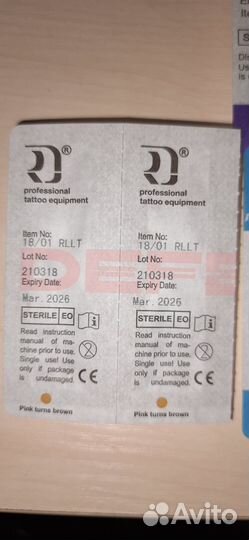 RJ®
professional
tattoo equipment
Item No:
18/01 RLLT
Lot No:
210318
Expiry Date:
Mar. 2026
STERILE EO
Read instruction
manual of ma-
chine prior to use.
Single use! Use
only if package
is undamaged. CE
Pink turns brown
RJ®
professional
tattoo equipment
Item No:
18/01 RLLT
Lot No:
210318
Expiry Date:
Mar. 2026
STERILE EO
Read instruction
manual of ma-
chine prior to use.
Single use! Use
only if package
is undamaged. CE
Pink turns brown
Avito